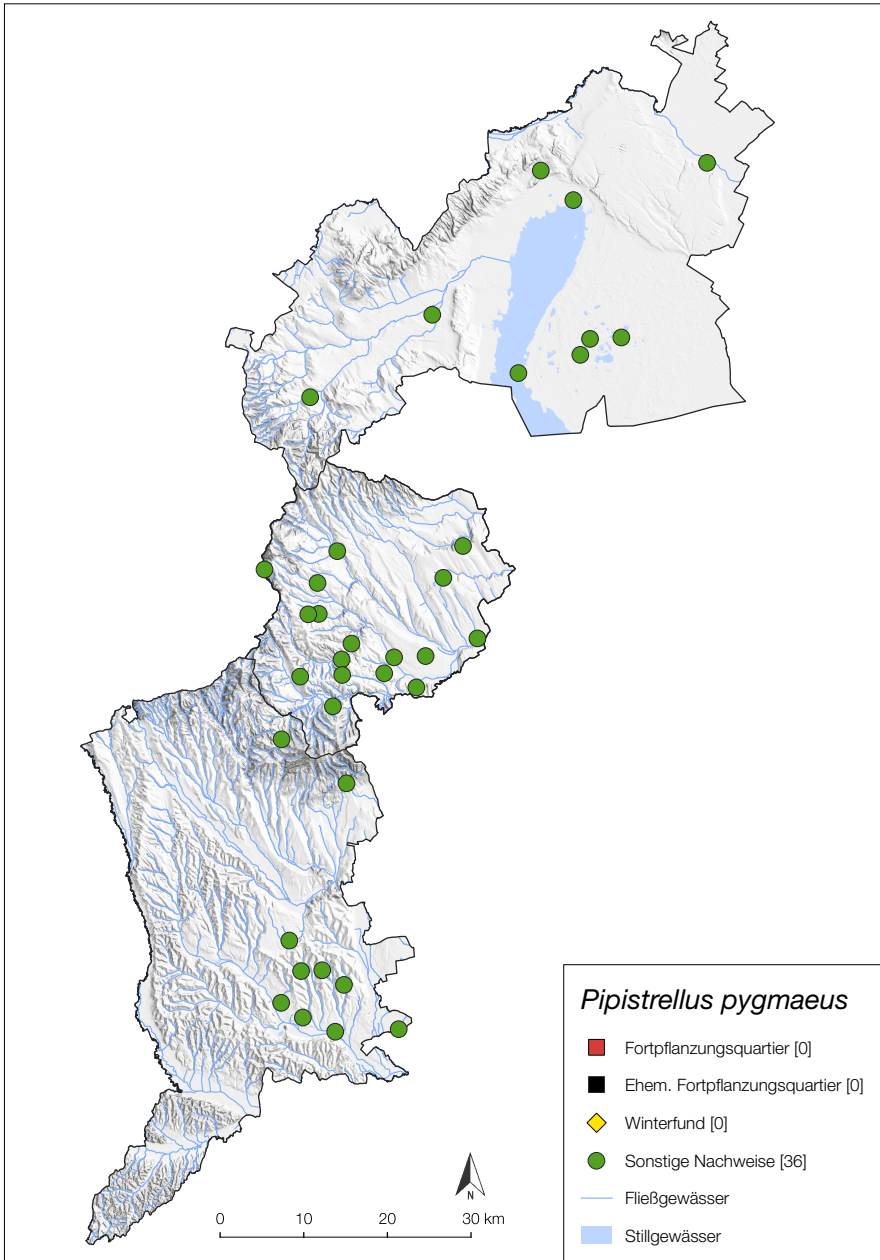 Pipistrellus pygmaeus
Fortpflanzungsquartier [0]
Ehem. Fortpflanzungsquartier [0]
Winterfund [0]
Sonstige Nachweise [36]
Fließgewässer
Stillgewässer
N
0 10 20 30 km